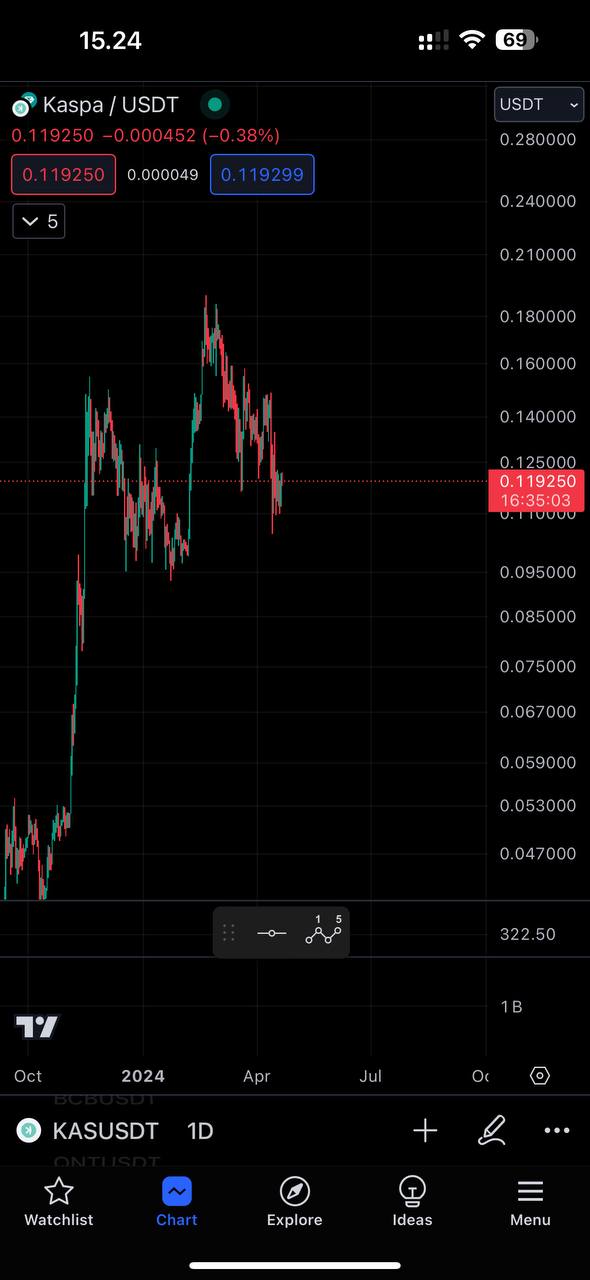 15.24
69
Kaspa / USDT
USDT
0.119250 −0.000452 (−0.38%)
0.119250 0.000049 0.119299
5
0.280000
0.240000
0.210000
0.180000
0.160000
0.140000
0.125000
0.119250
16:35:03
0.110000
0.095000
0.085000
0.075000
0.067000
0.059000
0.053000
0.047000
1 5
322.50
1B
Oct 2024 Apr Jul Oc
BCBUSDT
KASUSDT 1D
ONTUSDT
Watchlist Chart Explore Ideas Menu